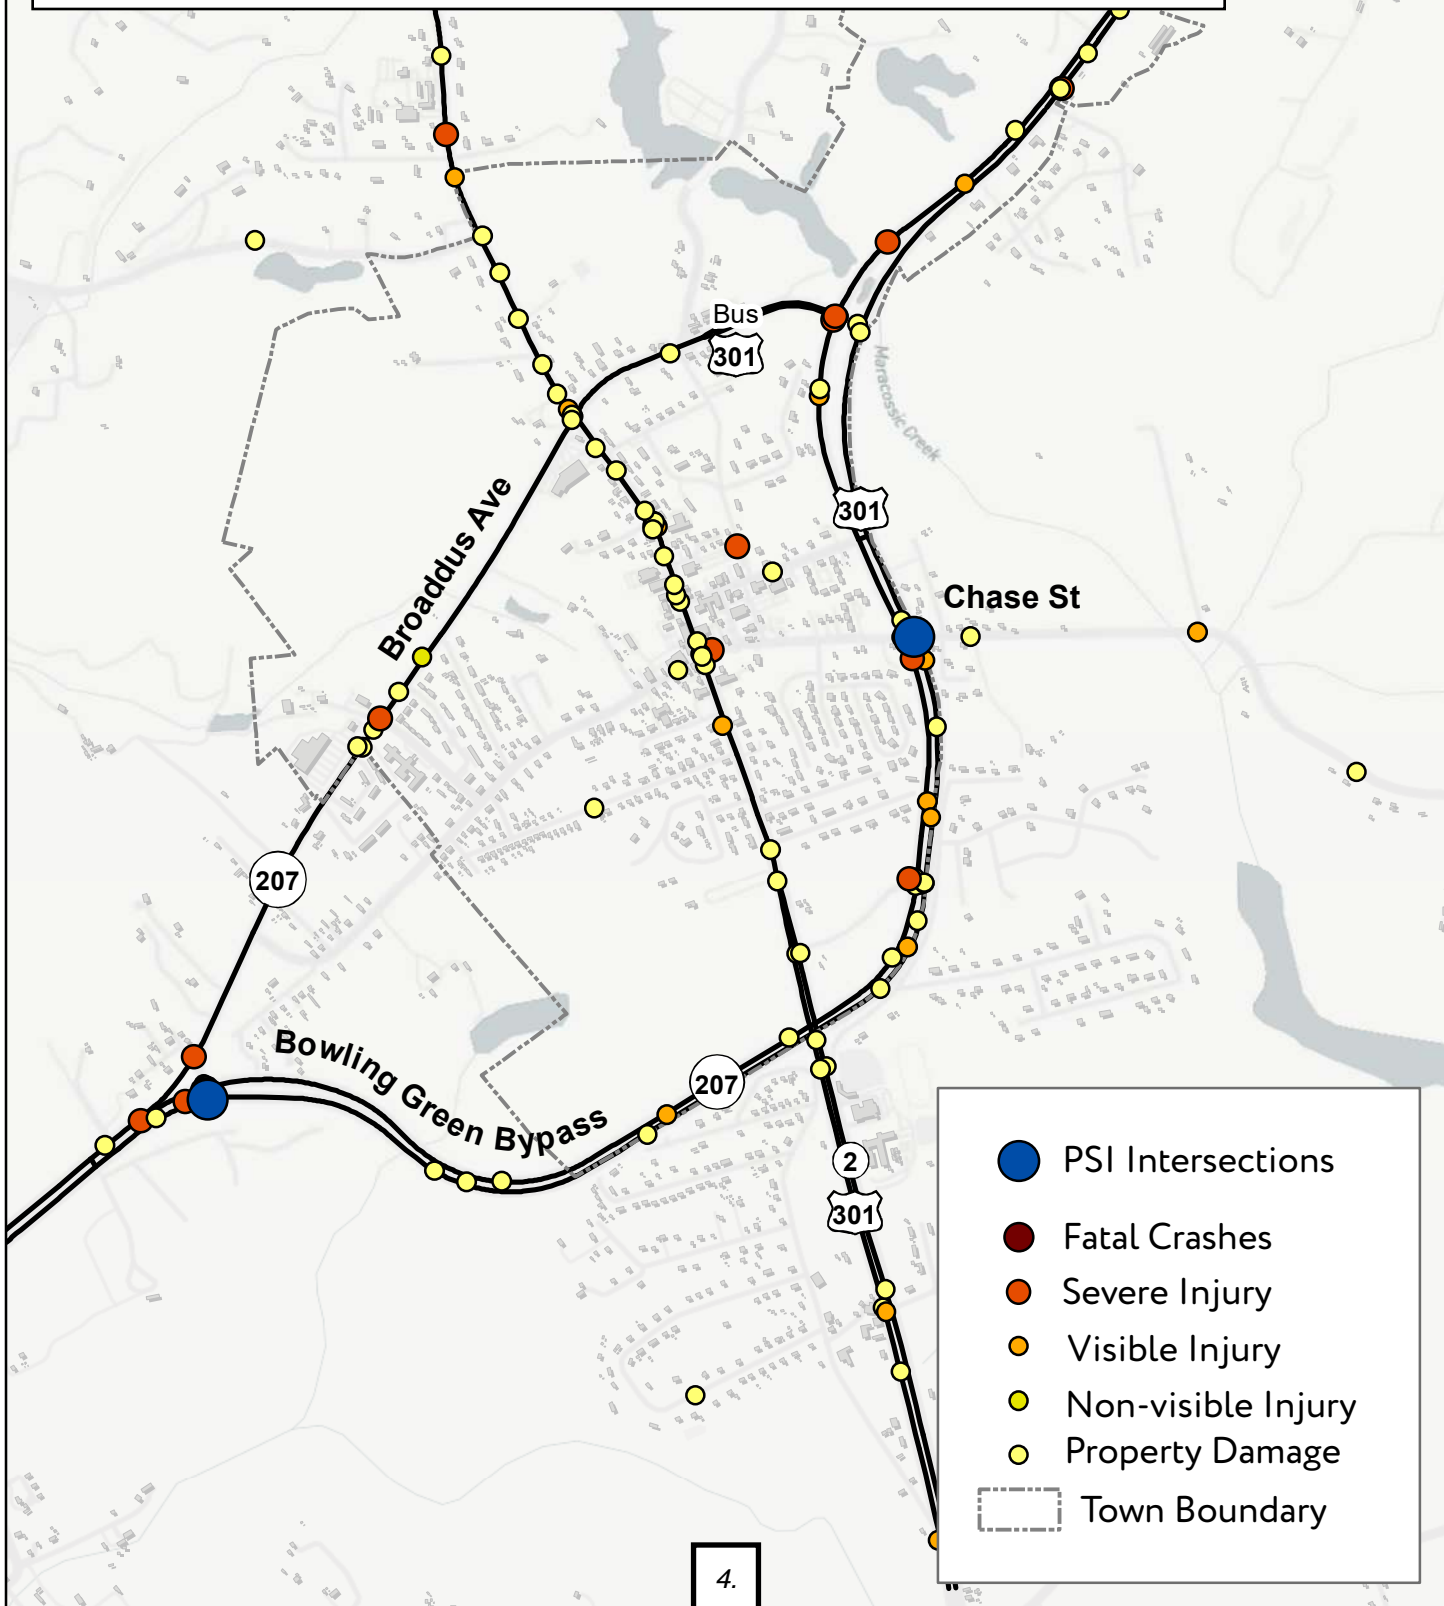 Bus
301
Maracossic Creek
301
Broaddus Ave
Chase St
207
Bowling Green Bypass
207
2
301
PSI Intersections
Fatal Crashes
Severe Injury
Visible Injury
Non-visible Injury
Property Damage
Town Boundary
4.